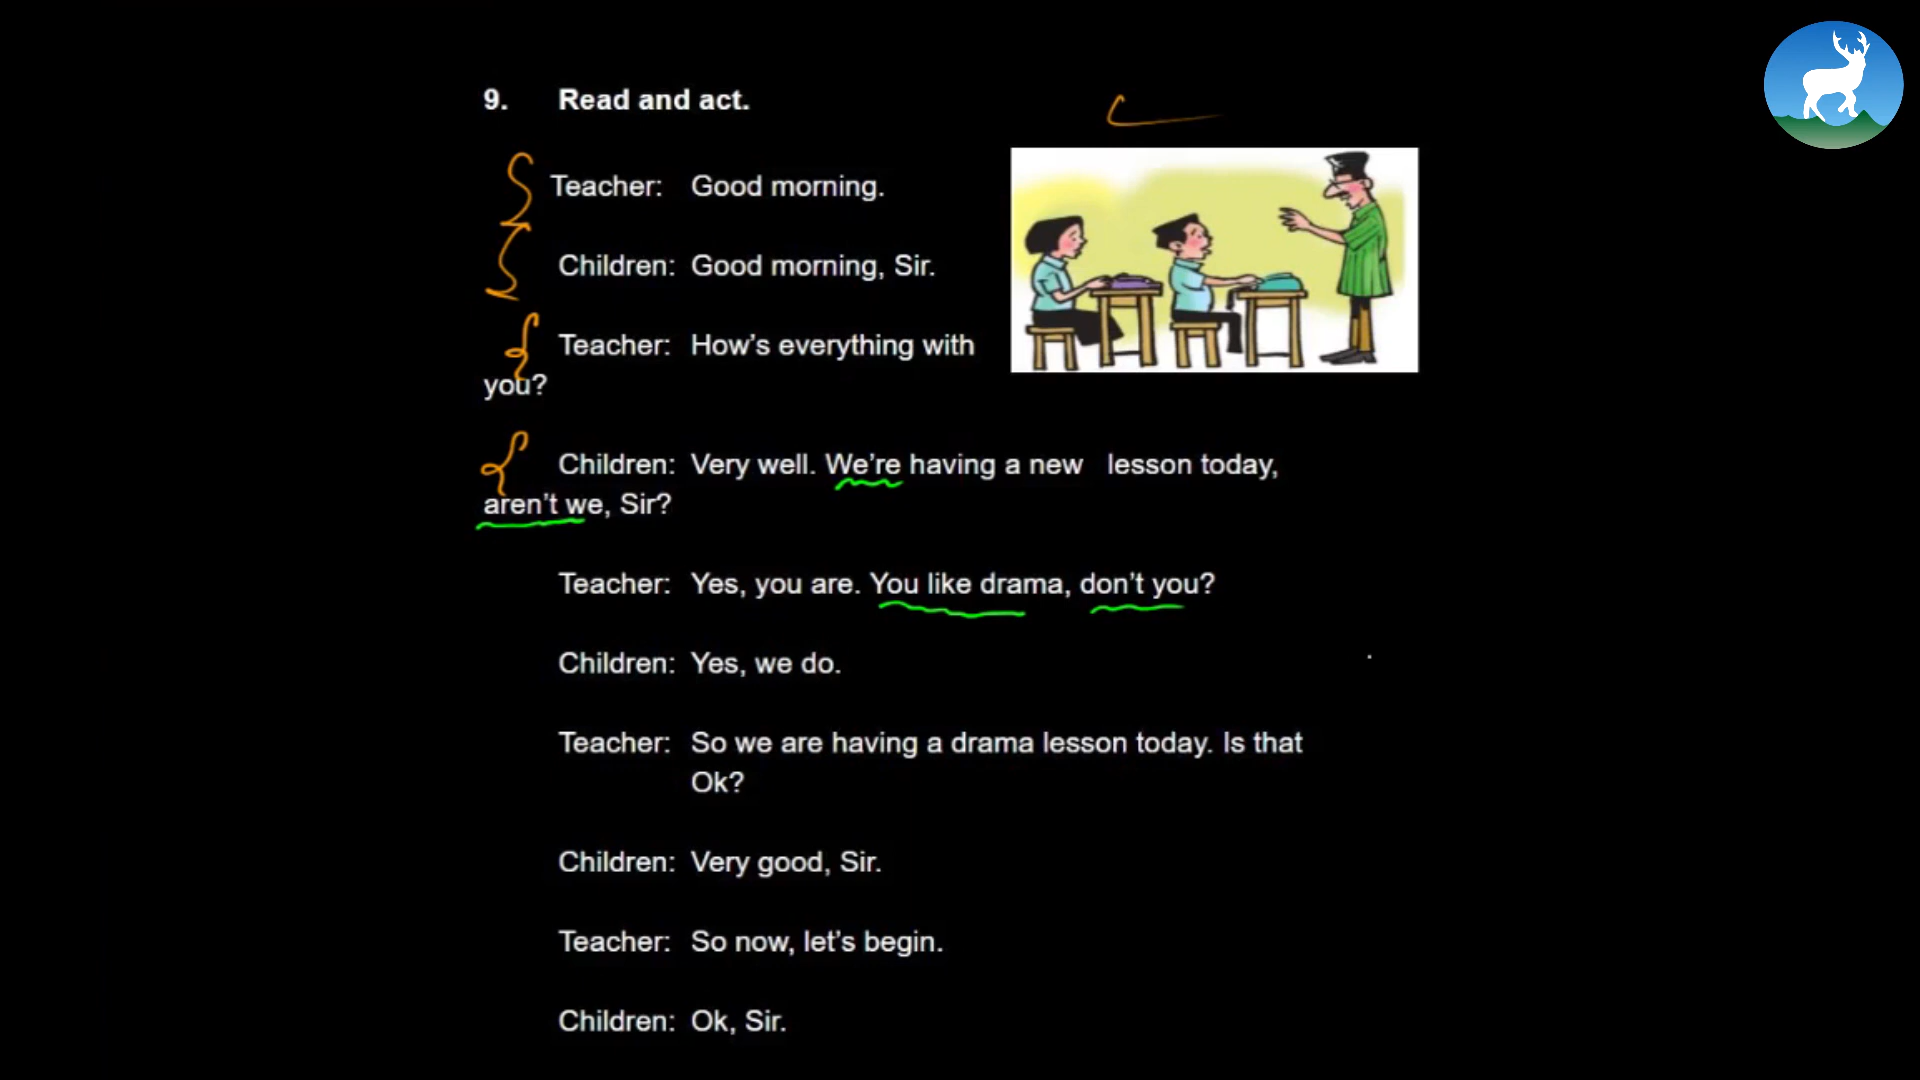 9. Read and act.
Teacher: Good morning.
Children: Good morning, Sir.
Teacher: How's everything with
you?
Children: Very well. We're having a new lesson today,
aren't we, Sir?
Teacher: Yes, you are. You like drama, don't you?
Children: Yes, we do.
Teacher: So we are having a drama lesson today. Is that
Ok?
Children: Very good, Sir.
Teacher: So now, let's begin.
Children: Ok, Sir.